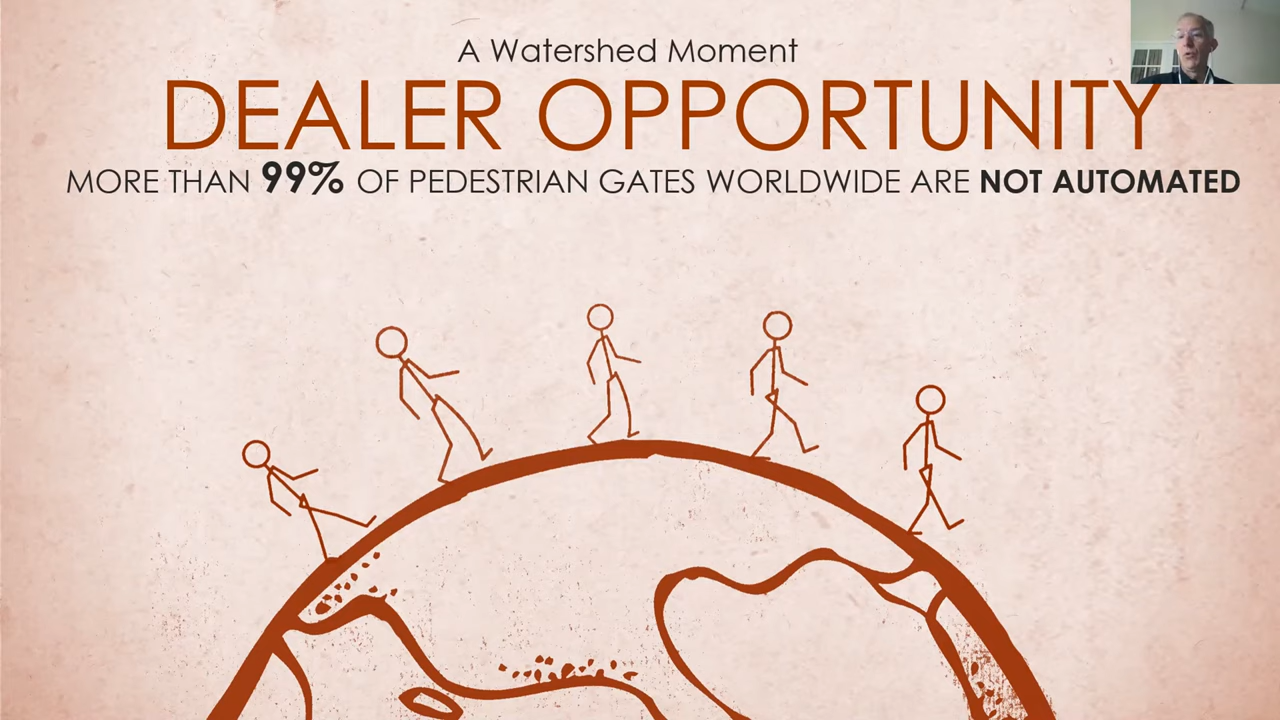 A Watershed Moment
DEALER OPPORTUNITY
MORE THAN 99% OF PEDESTRIAN GATES WORLDWIDE ARE NOT AUTOMATED